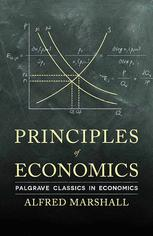 PRINCIPLES
of
ECONOMICS
PALGRAVE CLASSICS IN ECONOMICS
ALFRED MARSHALL